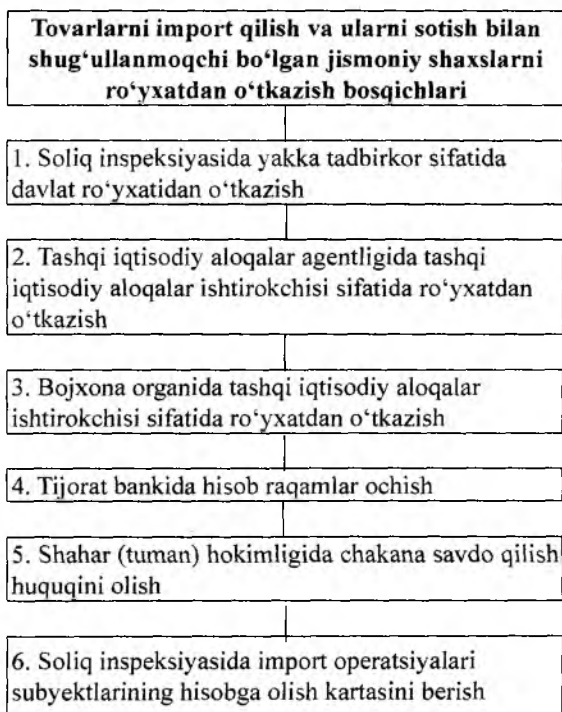 Tovarlarni import qilish va ularni sotish bilan
shug‘ullanmoqchi bo‘lgan jismoniy shaxslarni
ro‘yxatdan o‘tkazish bosqichlari
1. Soliq inspeksiyasida yakka tadbirkor sifatida
davlat ro‘yxatidan o‘tkazish
2. Tashqi iqtisodiy aloqalar agentligida tashqi
iqtisodiy aloqalar ishtirokchisi sifatida ro‘yxatdan
o‘tkazish
3. Bojxona organida tashqi iqtisodiy aloqalar
ishtirokchisi sifatida ro‘yxatdan o‘tkazish
4. Tijorat bankida hisob raqamlar ochish
5. Shahar (tuman) hokimligida chakana savdo qilish
huquqini olish
6. Soliq inspeksiyasida import operatsiyalari
subyektlarining hisobga olish kartasini berish